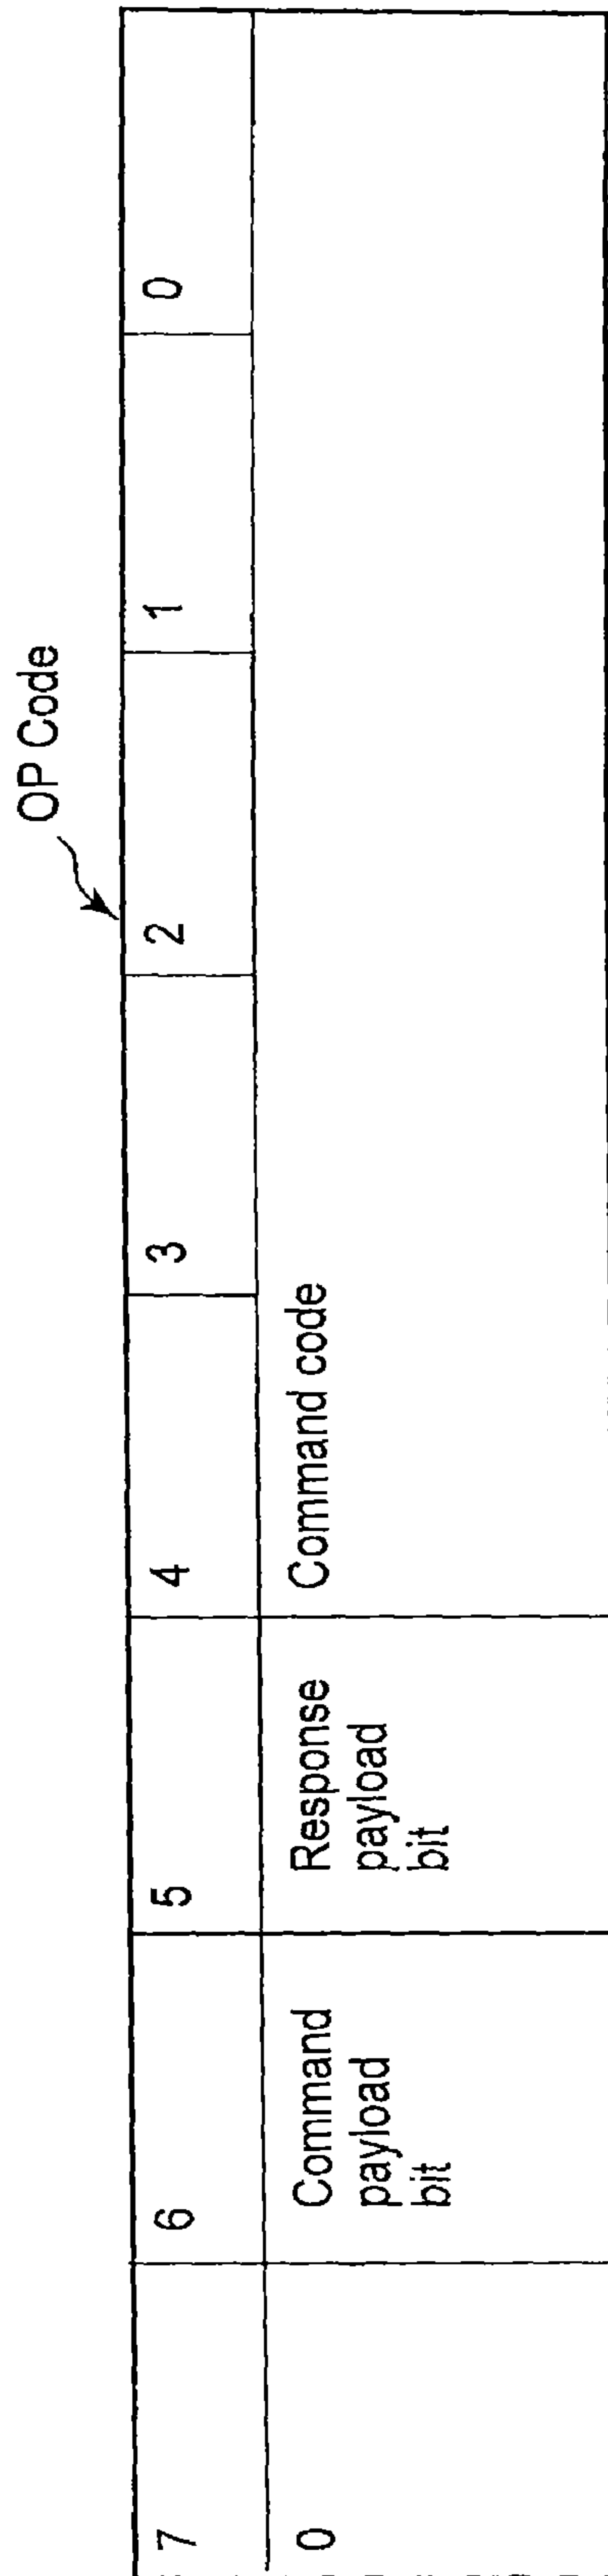 OP Code
7 6 5 4 3 2 1 0
0
Command
payload
bit
Response
payload
bit
Command code